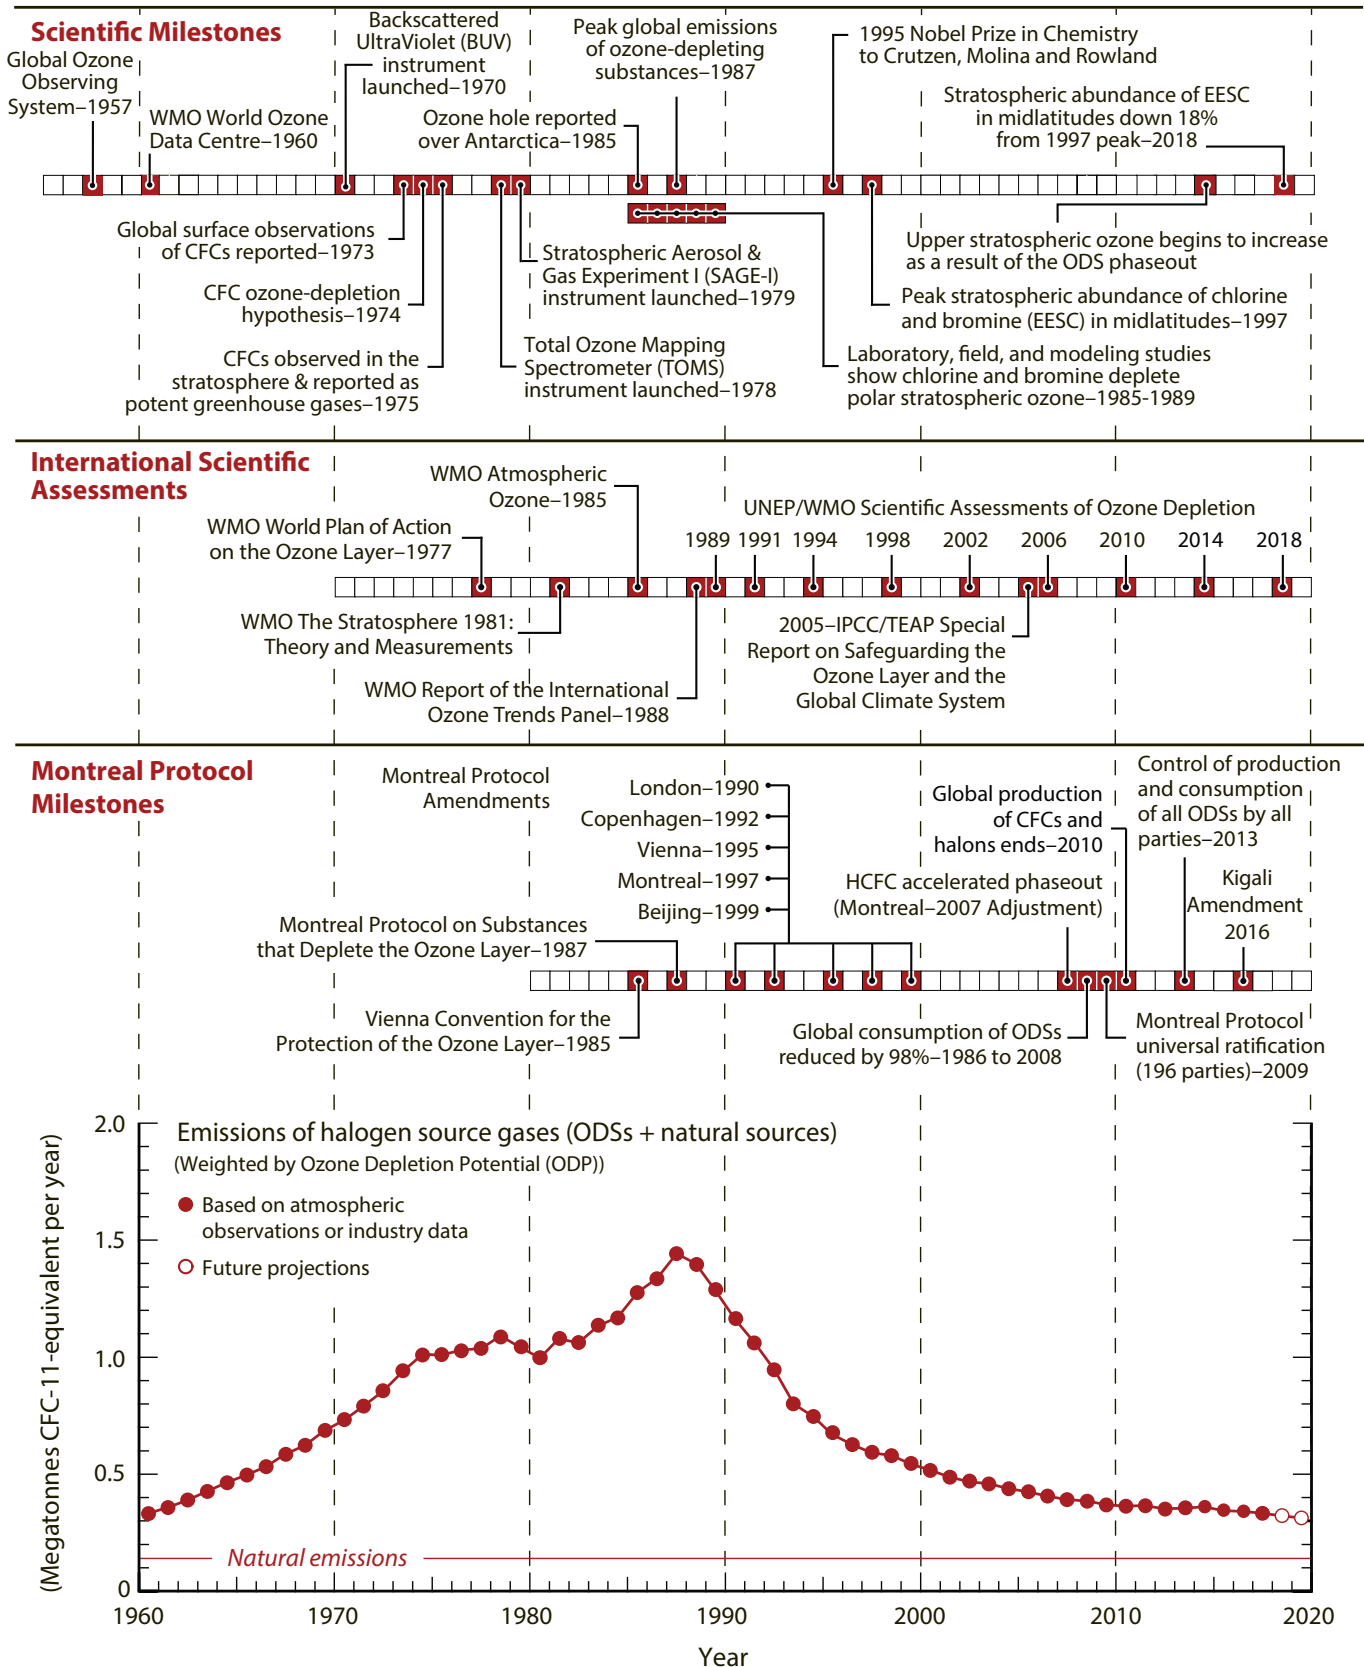 Scientific Milestones
Global Ozone
Observing
System–1957
WMO World Ozone
Data Centre–1960
Backscattered
UltraViolet (BUV)
instrument
launched–1970
Ozone hole reported
over Antarctica–1985
Peak global emissions
of ozone-depleting
substances–1987
1995 Nobel Prize in Chemistry
to Crutzen, Molina and Rowland
Stratospheric abundance of EESC
in midlatitudes down 18%
from 1997 peak–2018
Global surface observations
of CFCs reported–1973
CFC ozone-depletion
hypothesis–1974
CFCs observed in the
stratosphere & reported as
potent greenhouse gases–1975
Stratospheric Aerosol &
Gas Experiment I (SAGE-I)
instrument launched–1979
Total Ozone Mapping
Spectrometer (TOMS)
instrument launched–1978
Upper stratospheric ozone begins to increase
as a result of the ODS phaseout
Peak stratospheric abundance of chlorine
and bromine (EESC) in midlatitudes–1997
Laboratory, field, and modeling studies
show chlorine and bromine deplete
polar stratospheric ozone–1985-1989
International Scientific
Assessments
WMO Atmospheric
Ozone–1985
WMO World Plan of Action
on the Ozone Layer–1977
UNEP/WMO Scientific Assessments of Ozone Depletion
1989 1991 1994 1998 2002 2006 2010 2014 2018
WMO The Stratosphere 1981:
Theory and Measurements
WMO Report of the International
Ozone Trends Panel–1988
2005–IPCC/TEAP Special
Report on Safeguarding the
Ozone Layer and the
Global Climate System
Montreal Protocol
Milestones
Montreal Protocol
Amendments
London–1990
Copenhagen–1992
Vienna–1995
Montreal–1997
Beijing–1999
Global production
of CFCs and
halons ends–2010
Control of production
and consumption
of all ODSs by all
parties–2013
HCFC accelerated phaseout
(Montreal–2007 Adjustment)
Kigali
Amendment
2016
Montreal Protocol on Substances
that Deplete the Ozone Layer–1987
Vienna Convention for the
Protection of the Ozone Layer–1985
Global consumption of ODSs
reduced by 98%–1986 to 2008
Montreal Protocol
universal ratification
(196 parties)–2009
Emissions of halogen source gases (ODSs + natural sources)
(Weighted by Ozone Depletion Potential (ODP))
Based on atmospheric
observations or industry data
Future projections
(Megatonnes CFC-11-equivalent per year)
2.0
1.5
1.0
0.5
0
Natural emissions
1960 1970 1980 1990 2000 2010 2020
Year